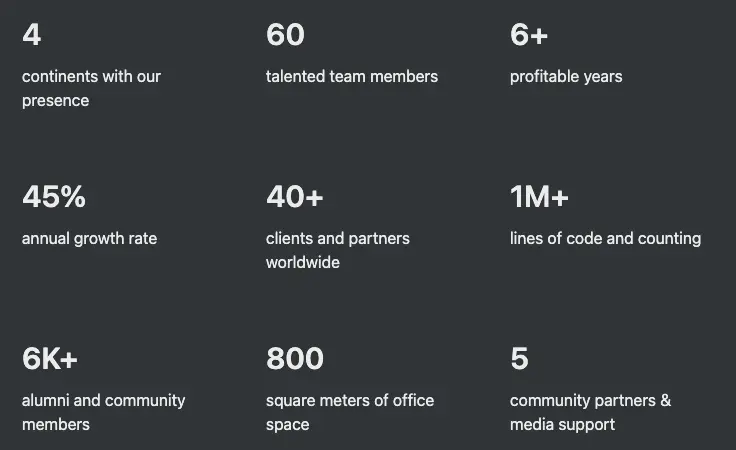 4
continents with our
presence
60
talented team members
6+
profitable years
45%
annual growth rate
40+
clients and partners
worldwide
1M+
lines of code and counting
6K+
alumni and community
members
800
square meters of office
space
5
community partners &
media support